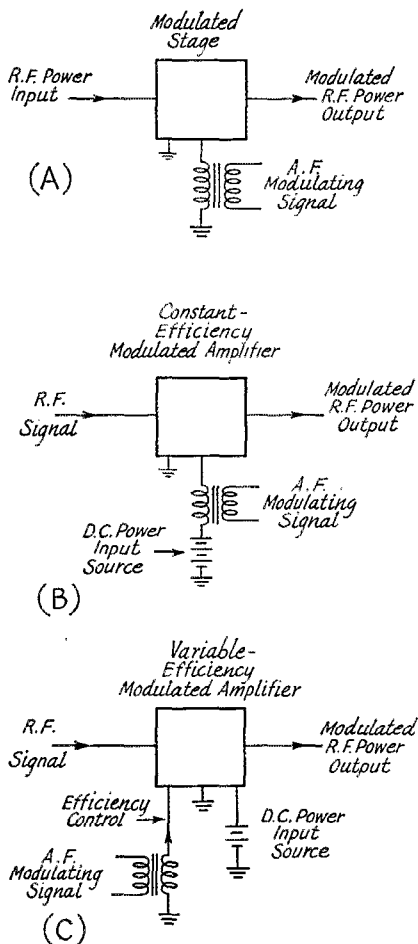 Modulated
Stage
R.F. Power
Input
Modulated
R.F. Power
Output
A.F.
Modulating
Signal
(A)
Constant-
Efficiency
Modulated Amplifier
R.F.
Signal
Modulated
R.F. Power
Output
A.F.
Modulating
Signal
D.C. Power
Input
Source
(B)
Variable-
Efficiency
Modulated Amplifier
R.F.
Signal
Modulated
R.F. Power
Output
Efficiency
Control
D.C. Power
Input
Source
A.F.
Modulating
Signal
(C)